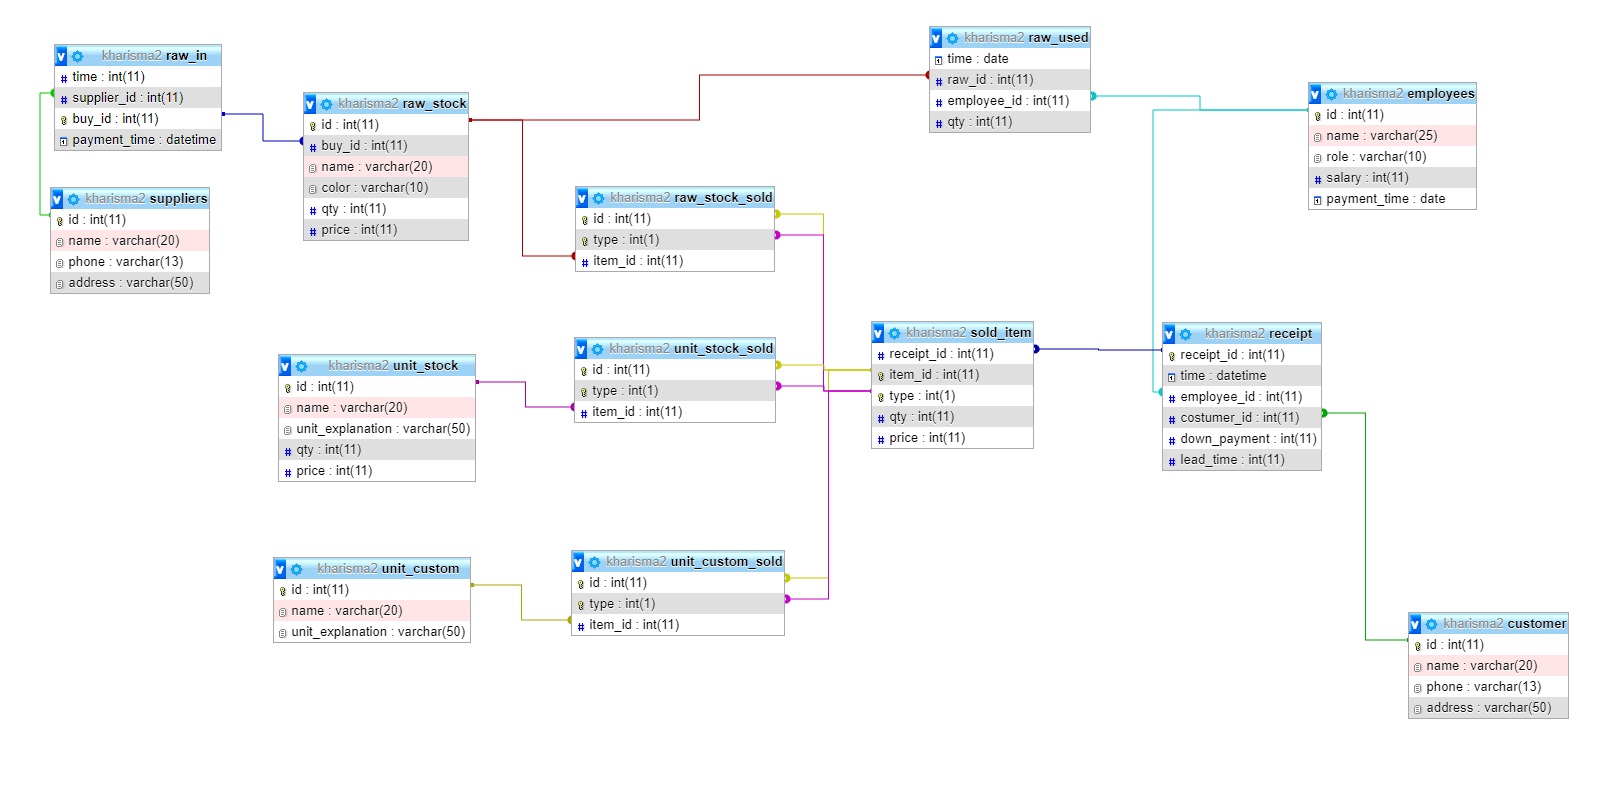 kharisma2 raw_in
time : int(11)
supplier_id : int(11)
buy_id : int(11)
payment_time : datetime
kharisma2 suppliers
id : int(11)
name : varchar(20)
phone : varchar(13)
address : varchar(50)
kharisma2 raw_stock
id : int(11)
buy_id : int(11)
name : varchar(20)
color : varchar(10)
qty : int(11)
price : int(11)
kharisma2 unit_stock
id : int(11)
name : varchar(20)
unit_explanation : varchar(50)
qty : int(11)
price : int(11)
kharisma2 unit_custom
id : int(11)
name : varchar(20)
unit_explanation : varchar(50)
kharisma2 raw_stock_sold
id : int(11)
type : int(1)
item_id : int(11)
kharisma2 unit_stock_sold
id : int(11)
type : int(1)
item_id : int(11)
kharisma2 unit_custom_sold
id : int(11)
type : int(1)
item_id : int(11)
kharisma2 raw_used
time : date
raw_id : int(11)
employee_id : int(11)
qty : int(11)
kharisma2 sold_item
receipt_id : int(11)
item_id : int(11)
type : int(1)
qty : int(11)
price : int(11)
kharisma2 employees
id : int(11)
name : varchar(25)
role : varchar(10)
salary : int(11)
payment_time : date
kharisma2 receipt
receipt_id : int(11)
time : datetime
employee_id : int(11)
costumer_id : int(11)
down_payment : int(11)
lead_time : int(11)
kharisma2 customer
id : int(11)
name : varchar(20)
phone : varchar(13)
address : varchar(50)